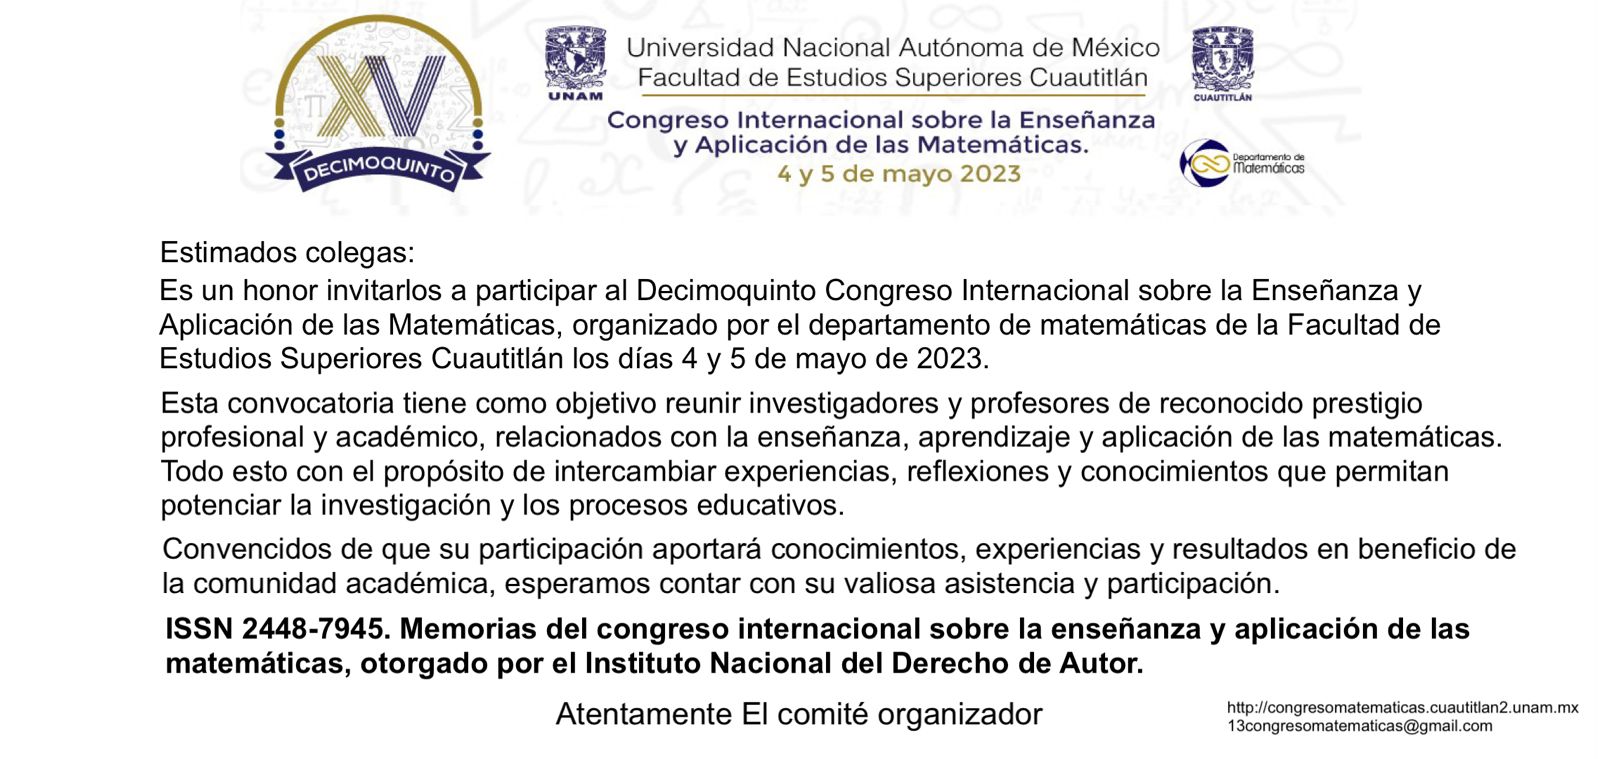 XV
DECIMOQUINTO
UNAM
Universidad Nacional Autónoma de México
Facultad de Estudios Superiores Cuautitlán
CUAUTITLÁN
Congreso Internacional sobre la Enseñanza
y Aplicación de las Matemáticas.
4 y 5 de mayo 2023
Departamento de
Matemáticas
Estimados colegas:
Es un honor invitarlos a participar al Decimoquinto Congreso Internacional sobre la Enseñanza y
Aplicación de las Matemáticas, organizado por el departamento de matemáticas de la Facultad de
Estudios Superiores Cuautitlán los días 4 y 5 de mayo de 2023.
Esta convocatoria tiene como objetivo reunir investigadores y profesores de reconocido prestigio
profesional y académico, relacionados con la enseñanza, aprendizaje y aplicación de las matemáticas.
Todo esto con el propósito de intercambiar experiencias, reflexiones y conocimientos que permitan
potenciar la investigación y los procesos educativos.
Convencidos de que su participación aportará conocimientos, experiencias y resultados en beneficio de
la comunidad académica, esperamos contar con su valiosa asistencia y participación.
ISSN 2448-7945. Memorias del congreso internacional sobre la enseñanza y aplicación de las
matemáticas, otorgado por el Instituto Nacional del Derecho de Autor.
Atentamente El comité organizador
http://congresomatematicas.cuautitlan2.unam.mx
13congresomatematicas@gmail.com